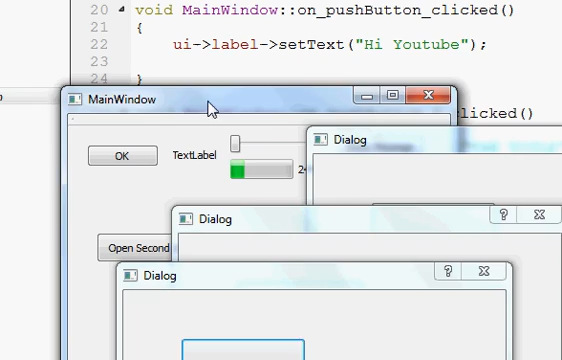 20 void MainWindow::on_pushButton_clicked()
21 {
22 ui->label->setText("Hi Youtube");
23
24 }
MainWindow
clicked()
Dialog
OK
TextLabel
Dialog
Open Second
Dialog